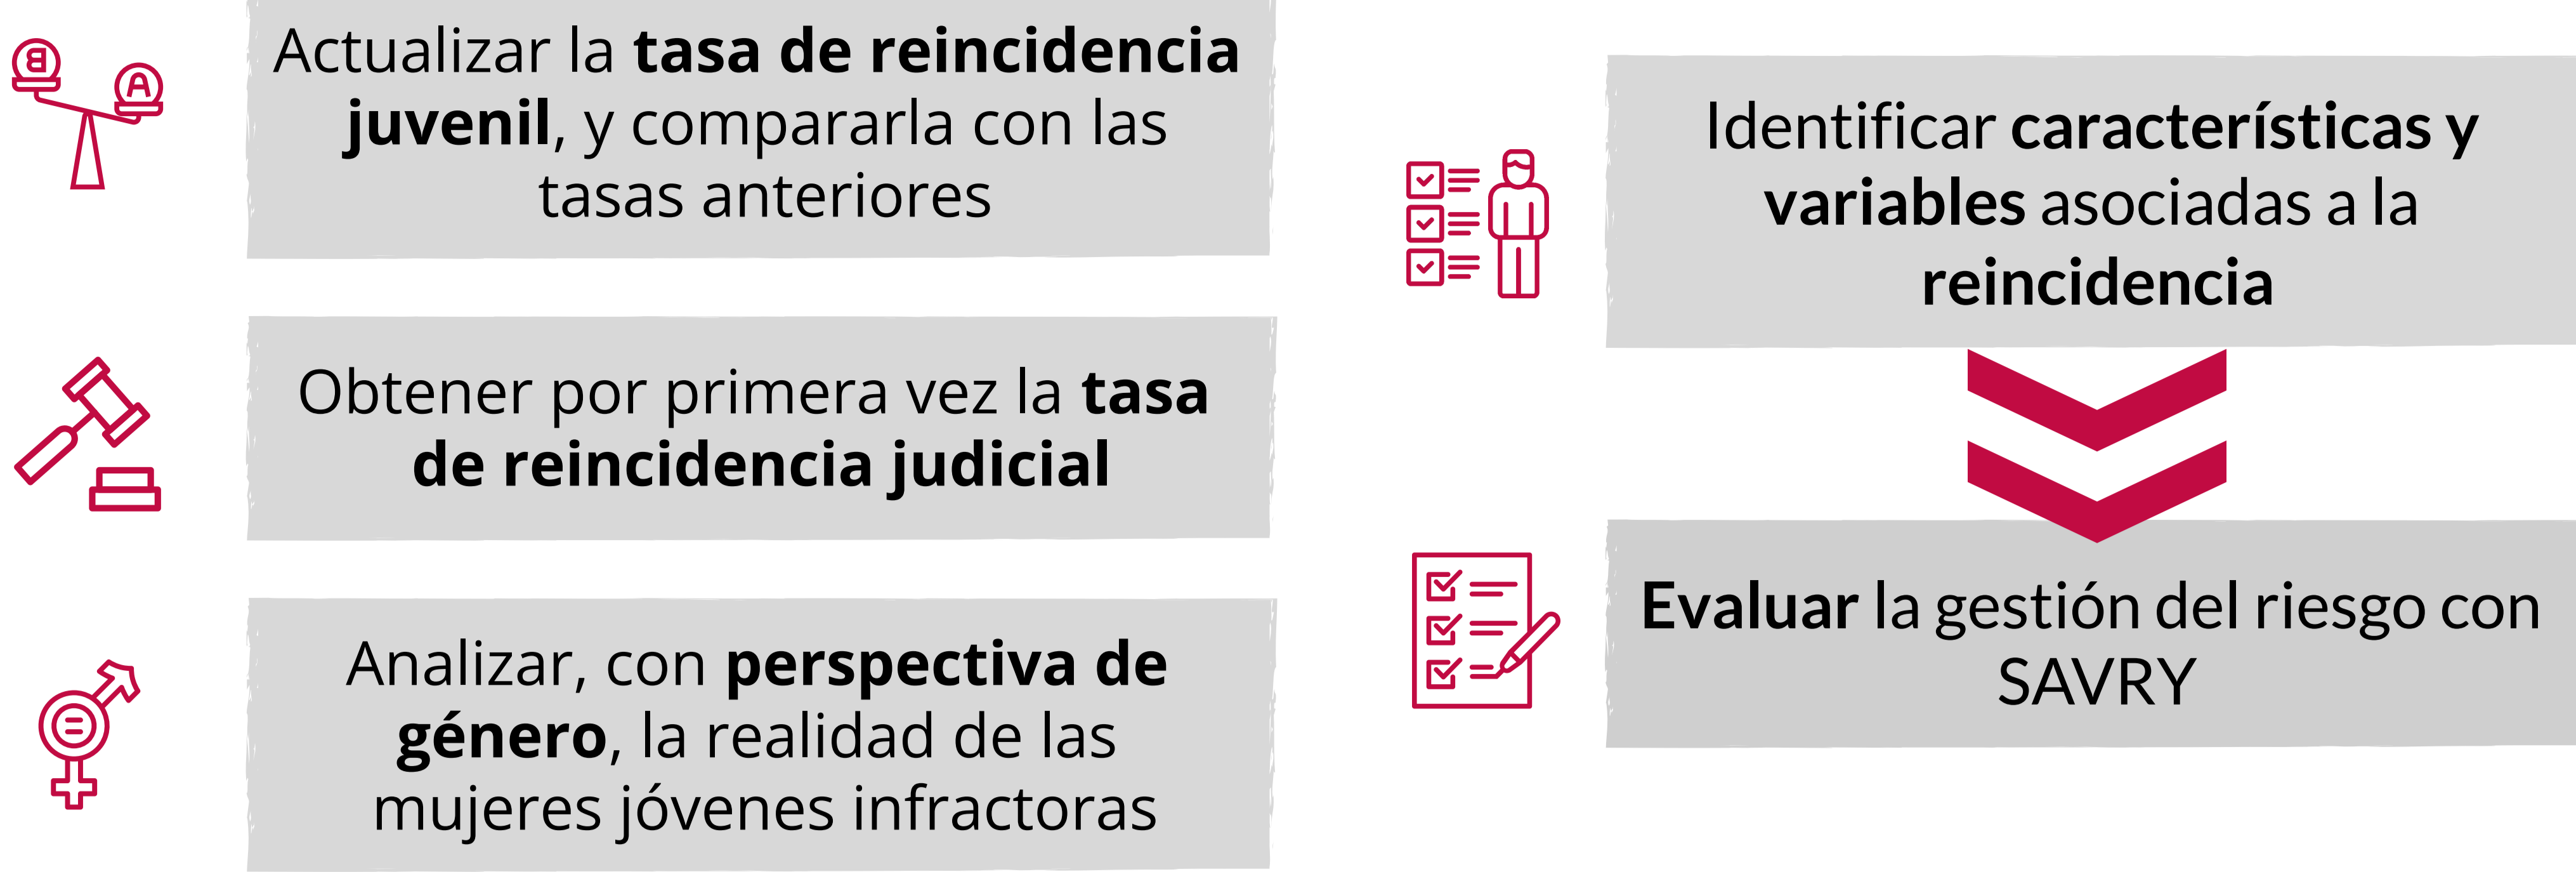 B
A
Actualizar la tasa de reincidencia
juvenil, y compararla con las
tasas anteriores
Obtener por primera vez la tasa
de reincidencia judicial
Analizar, con perspectiva de
género, la realidad de las
mujeres jóvenes infractoras
Identificar características y
variables asociadas a la
reincidencia
Evaluar la gestión del riesgo con
SAVRY